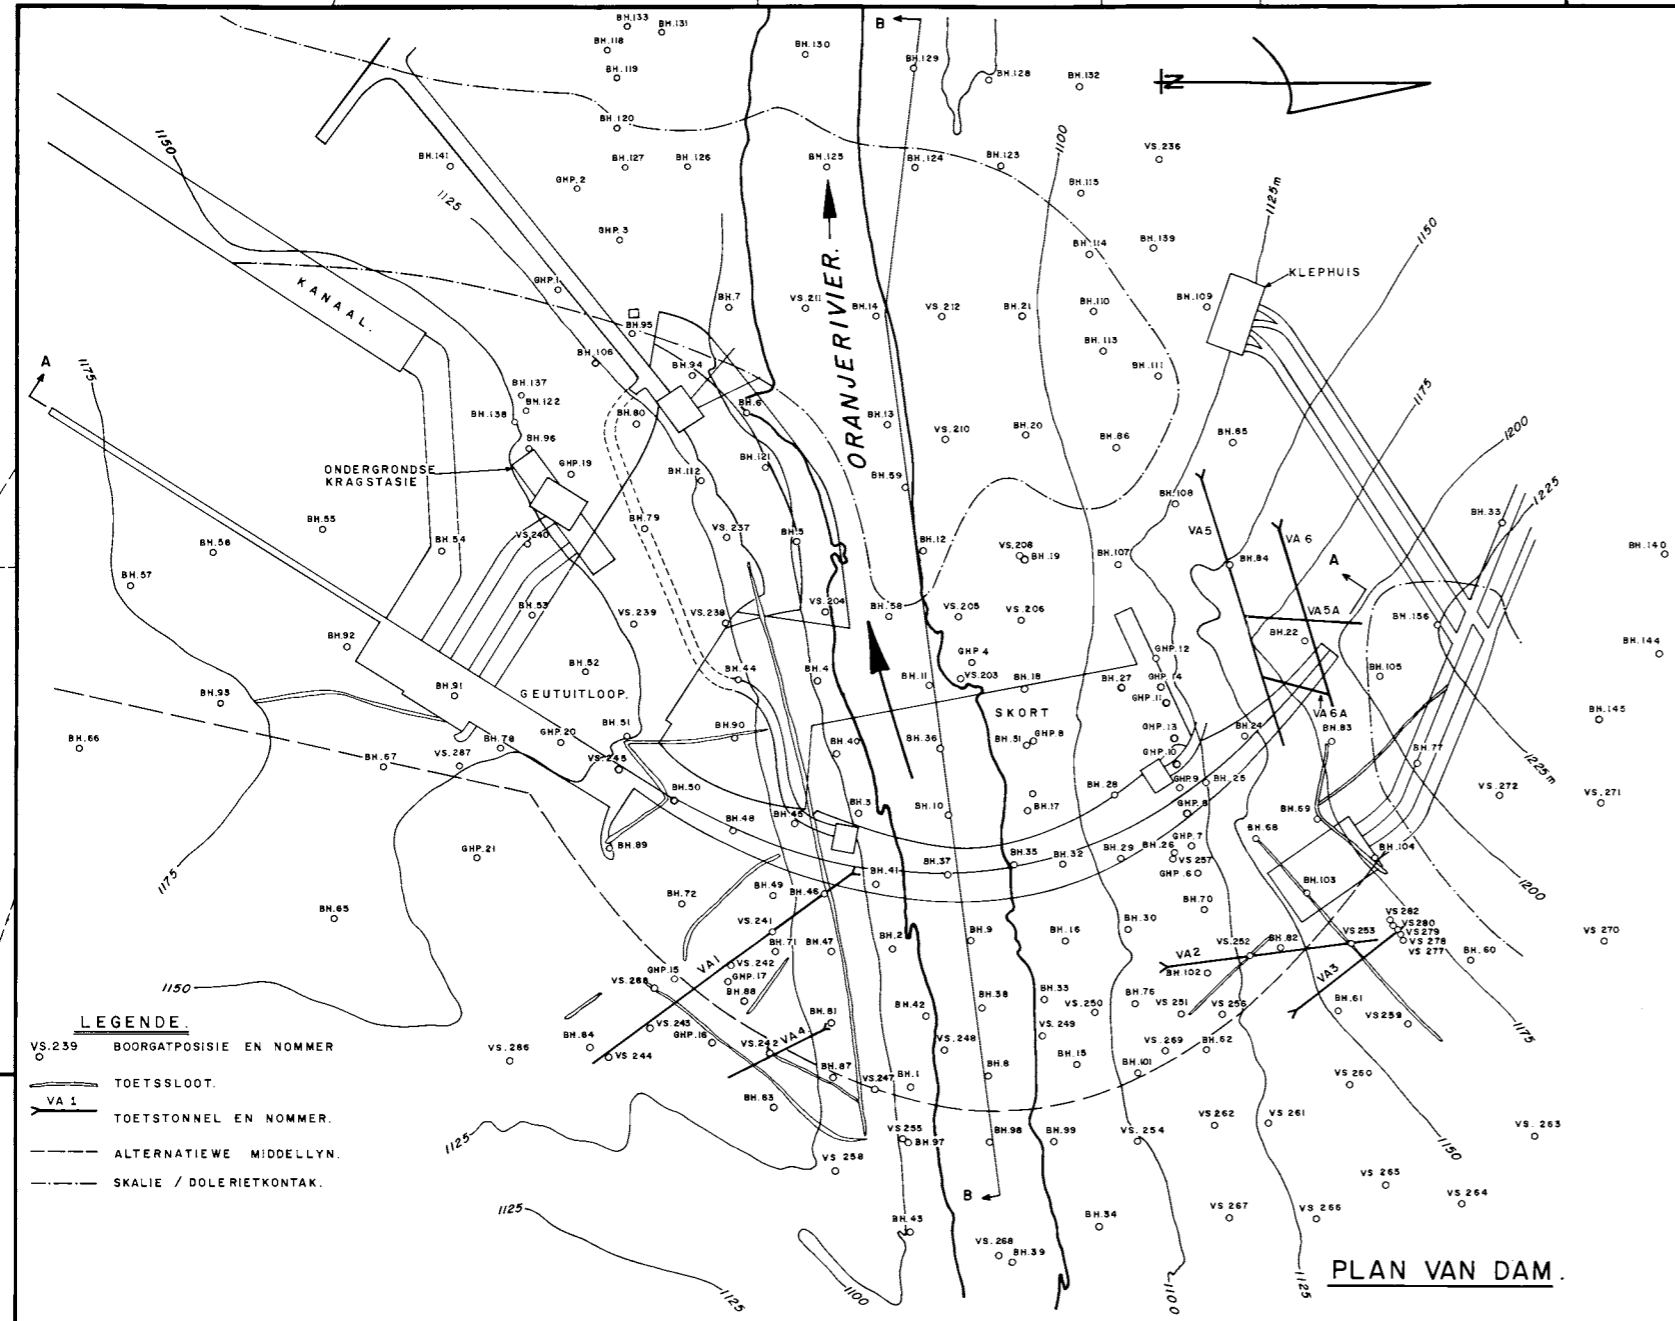 BH.133
BH.131
BH.118
BH.130
B
BH.129
BH.119
BH.128
BH.132
N
BH.120
1150
1100
VS.236
BH.141
BH.127
BH.126
BH.125
BH.124
BH.123
GHP.2
BH.115
1125
1125m
1150
GHP.3
BH.114
BH.139
ORANJERIVIER.
KLEPHUIS
KANAAL.
GHP.1
BH.7
VS.211
BH.14
VS.212
BH.21
BH.110
BH.109
BH.95
BH.106
BH.94
BH.113
BH.111
A
1175
BH.137
BH.122
BH.138
BH.80
BH.6
BH.13
VS.210
BH.20
BH.86
BH.85
1175
1200
BH.96
ONDERGRONDSE
KRAGSTASIE
GHP.19
BH.112
BH.121
BH.59
BH.108
1225
BH.55
BH.56
BH.54
VS.240
BH.79
VS.237
BH.5
BH.12
VS.208
BH.19
BH.107
VA5
VA 6
BH.84
BH.33
BH.140
A
BH.57
BH.53
VS.239
VS.238
VS.204
BH.58
VS.205
VS.206
VA5A
BH.156
BH.92
BH.22
BH.144
GHP 4
GHP.12
BH.52
BH.44
BH.4
BH.11
VS.203
BH.18
BH.27
GHP.14
BH.105
BH.93
BH.91
GEUTUITLOOP.
GHP.11
SKORT
VA6A
BH.145
BH.66
BH.67
VS.287
BH.78
GHP.20
BH.51
BH.90
BH.40
BH.36
BH.31
GHP.8
GHP.13
GHP.10
BH.24
BH.83
BH.77
VS.245
1225m
BH.50
BH.28
GHP.9
BH.25
VS.272
VS.271
BH.48
BH.45
BH.3
BH.10
BH.17
GHP.8
BH.69
BH.89
GHP.21
BH.68
GHP.7
BH.26
VS 257
GHP.6
BH.37
BH.35
BH.32
BH.29
BH.104
1175
BH.72
BH.49
BH.46
BH.41
BH.103
1200
BH.65
VS.241
BH.70
BH.30
VS 282
VS 280
VS 279
VS 278
VS 277
VS 270
BH.71
BH.47
BH.2
BH.9
BH.16
VS.252
BH.82
VS 253
BH.60
VS.242
VA1
GHP.15
GHP.17
VS.288
BH.88
VA2
BH.102
VA3
1150
LEGENDE.
BH.42
BH.38
BH.33
VS.250
BH.76
VS.251
VS.256
BH.61
VS 259
1175
VS.239
BOORGATPOSISIE EN NOMMER
VS.286
BH.64
VS.244
VS.243
GHP.16
VS.242
BH.81
VA4
VS.248
VS.249
VS.269
BH.62
TOETSSLOOT.
BH.87
VS.247
BH.1
BH.8
BH.15
BH.101
VS 260
VA 1
TOETSTONNEL EN NOMMER.
BH.63
VS 262
VS 261
VS. 263
ALTERNATIEWE MIDDELLYN.
1125
VS 255
BH.97
BH.98
BH.99
VS. 254
1150
SKALIE / DOLERIETKONTAK.
VS 258
VS 265
VS 264
B
1125
BH.43
BH.34
VS.267
VS 266
VS.268
BH.39
1125
1100
1100
1125
PLAN VAN DAM.